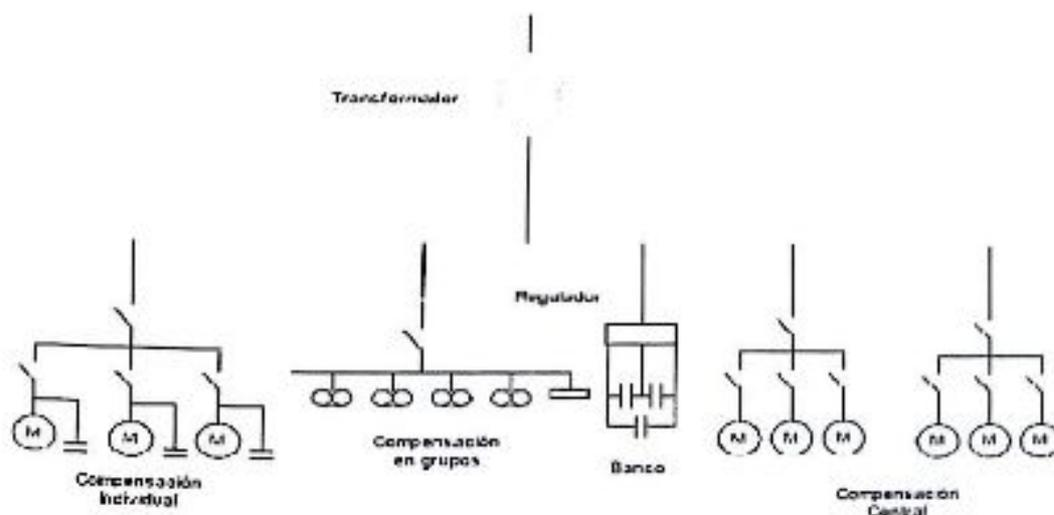 Transformador
Regulador
M
M
M
M
M
M
M
M
M
Compensación
en grupos
Banco
Compensación
Individual
Compensación
Central